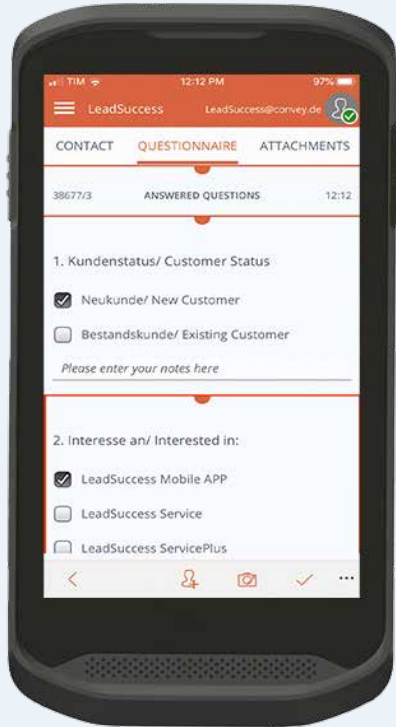 TIM 12:12 PM 97%
LeadSuccess LeadSuccess@convey.de
CONTACT QUESTIONNAIRE ATTACHMENTS
38677/3 ANSWERED QUESTIONS 12:12
1. Kundenstatus/ Customer Status
Neukunde/ New Customer
Bestandskunde/ Existing Customer
Please enter your notes here
2. Interesse an/ Interested in:
LeadSuccess Mobile APP
LeadSuccess Service
LeadSuccess ServicePlus